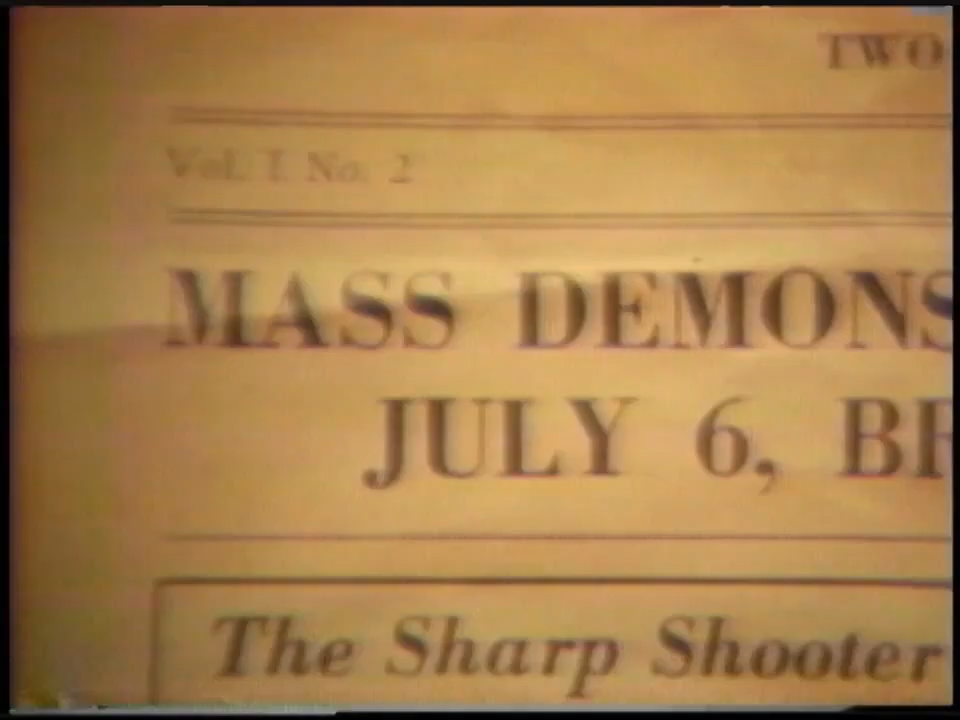 TWO
Vol. I No. 2
MASS DEMONS
JULY 6, BR
The Sharp Shooter